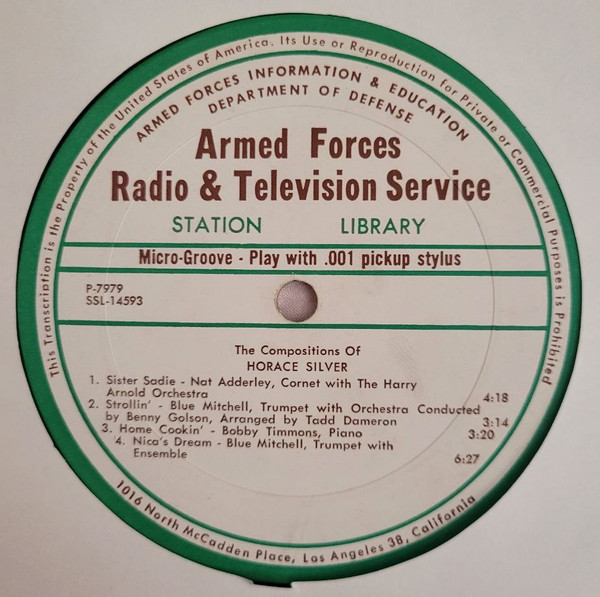 This Transcription is the Property of the United States of America. Its Use or Reproduction for Private or Commercial Purposes is Prohibited
ARMED FORCES INFORMATION & EDUCATION
DEPARTMENT OF DEFENSE
Armed Forces
Radio & Television Service
STATION LIBRARY
Micro-Groove - Play with .001 pickup stylus
P-7979
SSL-14593
The Compositions Of
HORACE SILVER
1. Sister Sadie - Nat Adderley, Cornet with The Harry
Arnold Orchestra 4:18
2. Strollin' - Blue Mitchell, Trumpet with Orchestra Conducted
by Benny Golson, Arranged by Tadd Dameron 3:14
3. Home Cookin' - Bobby Timmons, Piano 3:20
4. Nica's Dream - Blue Mitchell, Trumpet with
Ensemble 6:27
1016 North McCadden Place, Los Angeles 38, California